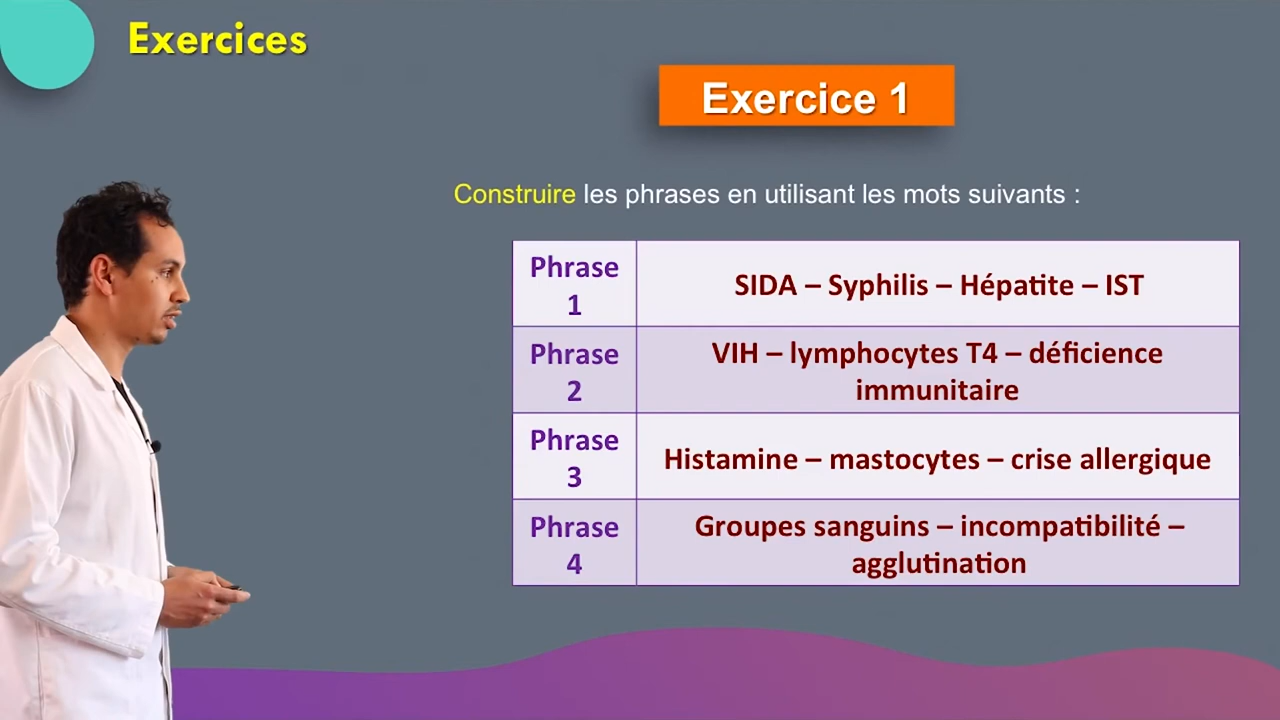 Exercices
Exercice 1
Construire les phrases en utilisant les mots suivants :
Phrase
1
SIDA – Syphilis – Hépatite – IST
Phrase
2
VIH – lymphocytes T4 – déficience
immunitaire
Phrase
3
Histamine – mastocytes – crise allergique
Phrase
4
Groupes sanguins – incompatibilité –
agglutination